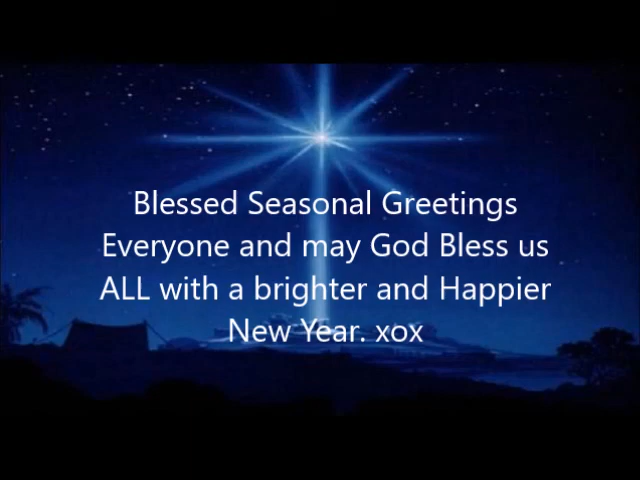 Blessed Seasonal Greetings
Everyone and may God Bless us
ALL with a brighter and Happier
New Year. xox